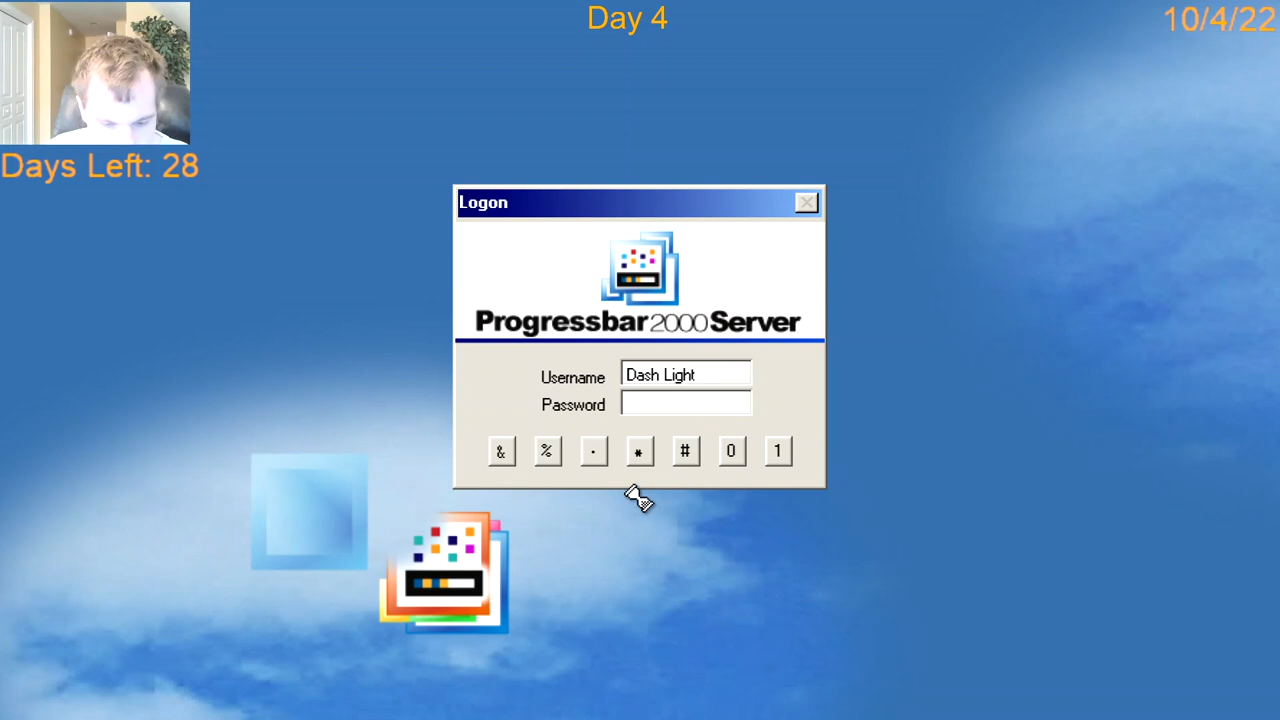 Day 4
10/4/22
Days Left: 28
Logon
Progressbar2000Server
Username Dash Light
Password
& % · * # 0 1